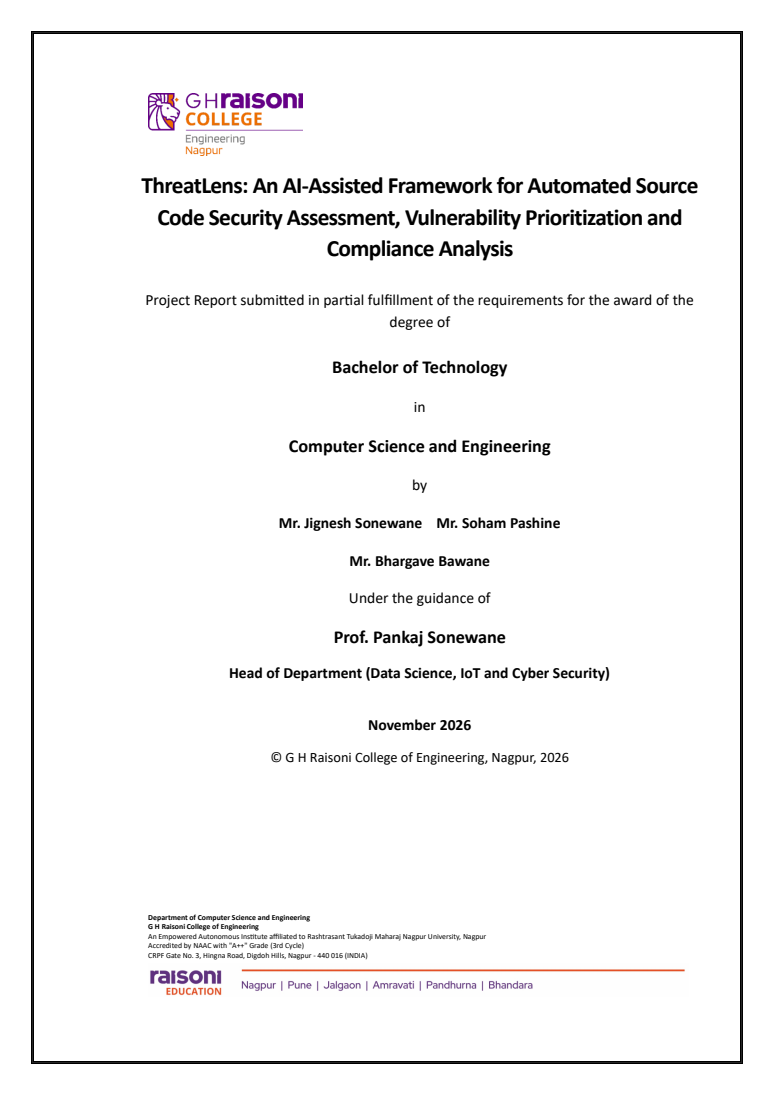 GHraisoni
COLLEGE
Engineering
Nagpur
ThreatLens: An AI-Assisted Framework for Automated Source
Code Security Assessment, Vulnerability Prioritization and
Compliance Analysis
Project Report submitted in partial fulfillment of the requirements for the award of the
degree of
Bachelor of Technology
in
Computer Science and Engineering
by
Mr. Jignesh Sonewane Mr. Soham Pashine
Mr. Bhargave Bawane
Under the guidance of
Prof. Pankaj Sonewane
Head of Department (Data Science, IoT and Cyber Security)
November 2026
© G H Raisoni College of Engineering, Nagpur, 2026
Department of Computer Science and Engineering
G H Raisoni College of Engineering
An Empowered Autonomous Institute affiliated to Rashtrasant Tukadoji Maharaj Nagpur University, Nagpur
Accredited by NAAC with "A++" Grade (3rd Cycle)
CRPF Gate No. 3, Hingna Road, Digdoh Hills, Nagpur - 440 016 (INDIA)
raisoni
EDUCATION
Nagpur | Pune | Jalgaon | Amravati | Pandhurna | Bhandara